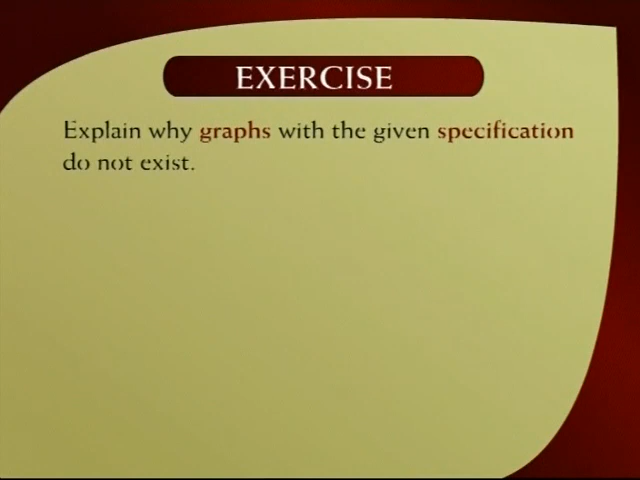 EXERCISE
Explain why graphs with the given specification
do not exist.